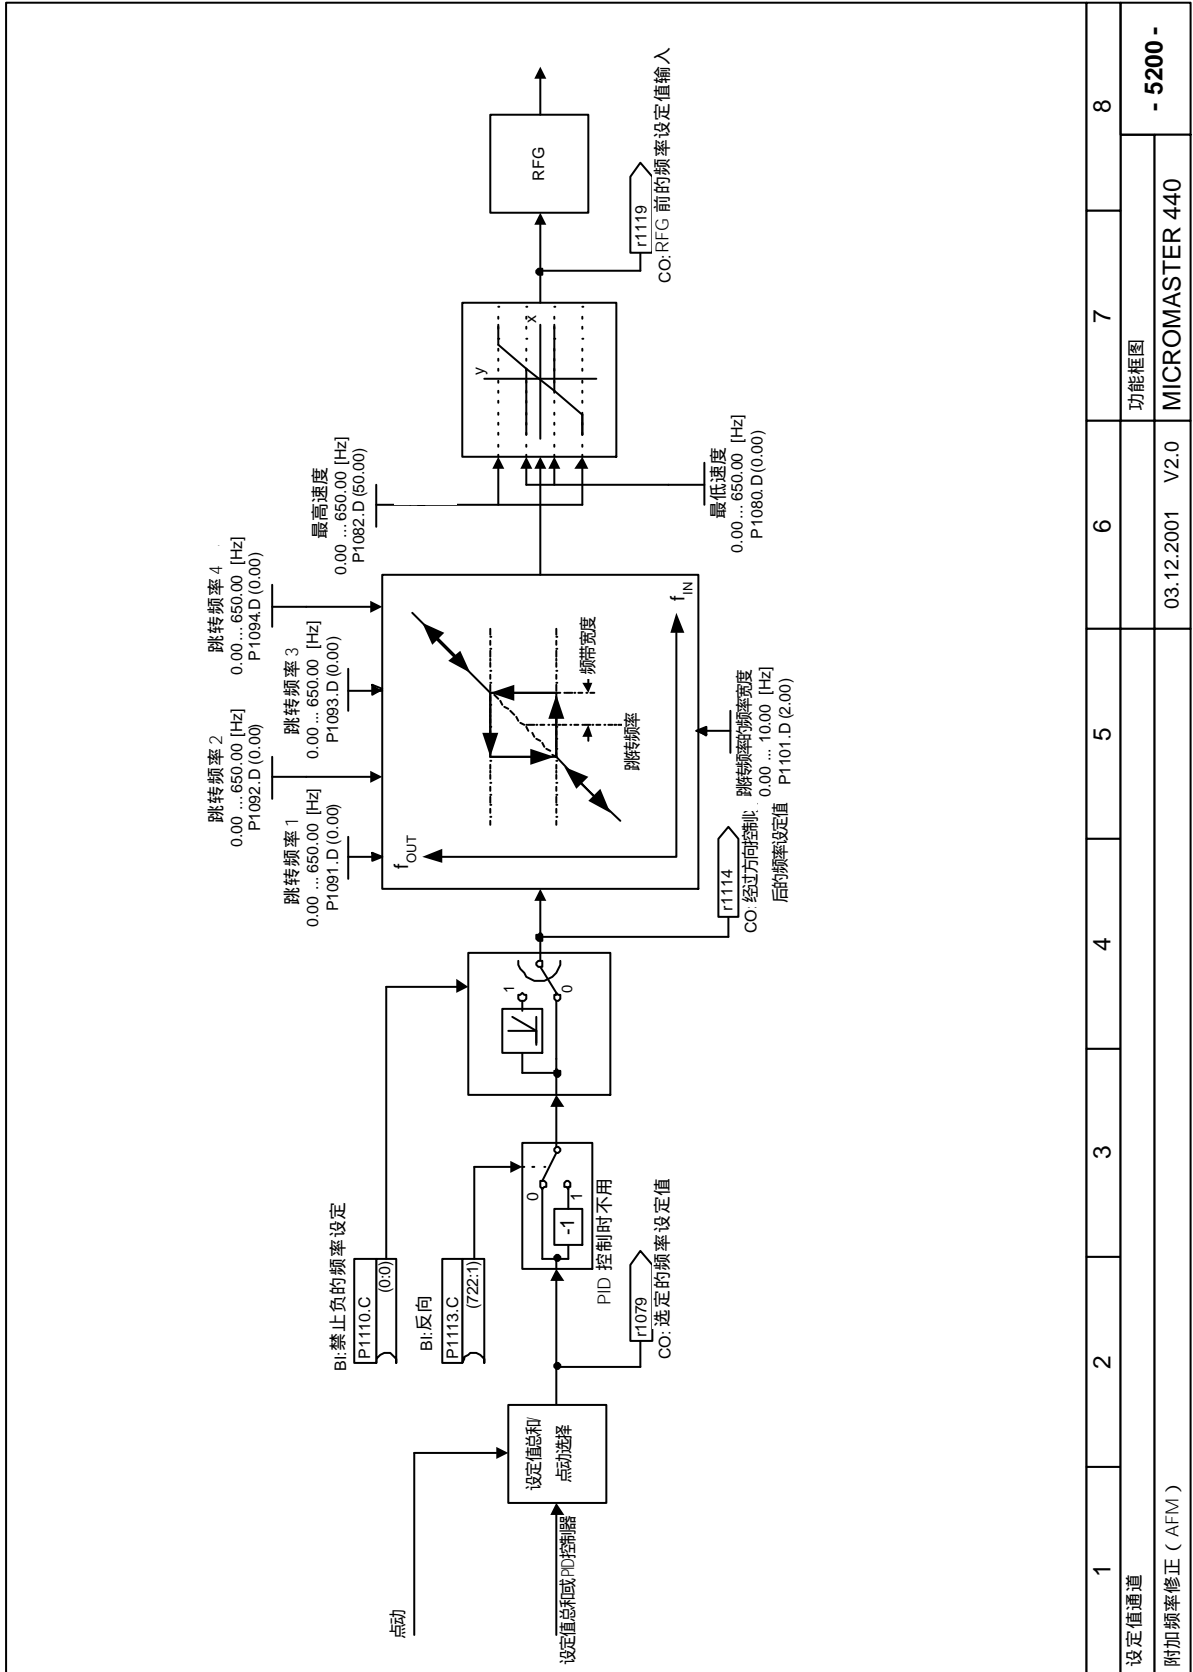 点动
设定值总和或PID控制器
设定值总和/
点动选择
r1079
CO: 选定的频率设定值
BI:禁止负的频率设定
P1110.C
(0:0)
BI:反向
P1113.C
(722:1)
0
1
-1
PID 控制时不用
1
0
r1114
CO: 经过方向控制以
后的频率设定值
跳转频率 1
0.00 ... 650.00 [Hz]
P1091.D (0.00)
跳转频率 2
0.00 ... 650.00 [Hz]
P1092.D (0.00)
跳转频率 3
0.00 ... 650.00 [Hz]
P1093.D (0.00)
跳转频率 4
0.00 ... 650.00 [Hz]
P1094.D (0.00)
fOUT
fIN
频带宽度
跳转频率
跳转频率的频率宽度
0.00 ... 10.00 [Hz]
P1101.D (2.00)
最高速度
0.00 ... 650.00 [Hz]
P1082.D (50.00)
最低速度
0.00 ... 650.00 [Hz]
P1080.D (0.00)
y
x
r1119
CO:RFG 前的频率设定值输入
RFG
1 2 3 4 5 6 7 8
设定值通道
功能框图
- 5200 -
附加频率修正 ( AFM )
03.12.2001 V2.0
MICROMASTER 440